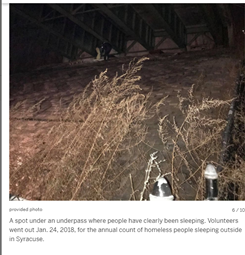 provided photo
6 / 10
A spot under an underpass where people have clearly been sleeping. Volunteers
went out Jan. 24, 2018, for the annual count of homeless people sleeping outside
in Syracuse.